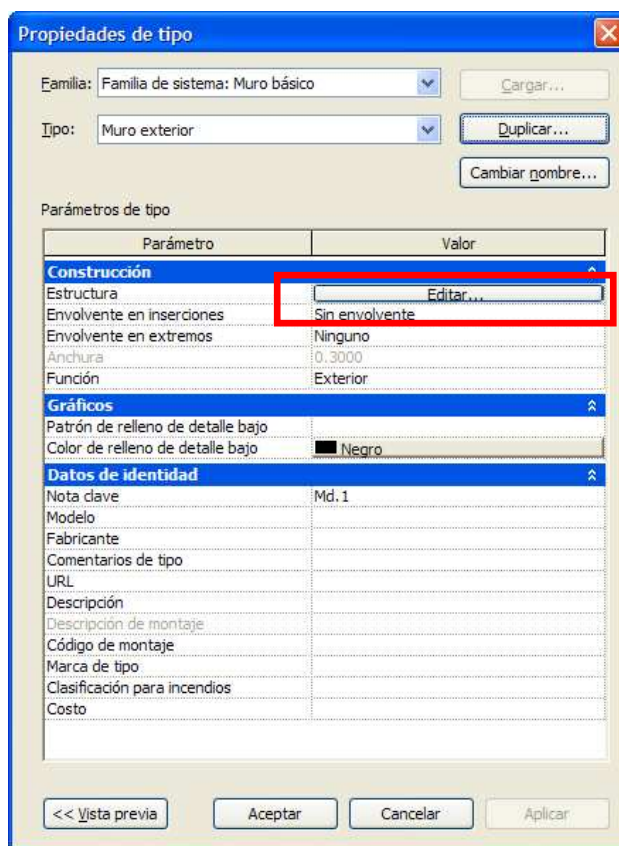 Propiedades de tipo
Familia: Familia de sistema: Muro básico Cargar...
Tipo: Muro exterior Duplicar...
Cambiar nombre...
Parámetros de tipo
Parámetro Valor
Construcción
Estructura Editar...
Envolvente en inserciones Sin envolvente
Envolvente en extremos Ninguno
Anchura 0.3000
Función Exterior
Gráficos
Patrón de relleno de detalle bajo
Color de relleno de detalle bajo Negro
Datos de identidad
Nota clave Md.1
Modelo
Fabricante
Comentarios de tipo
URL
Descripción
Descripción de montaje
Código de montaje
Marca de tipo
Clasificación para incendios
Costo
<< Vista previa Aceptar Cancelar Aplicar